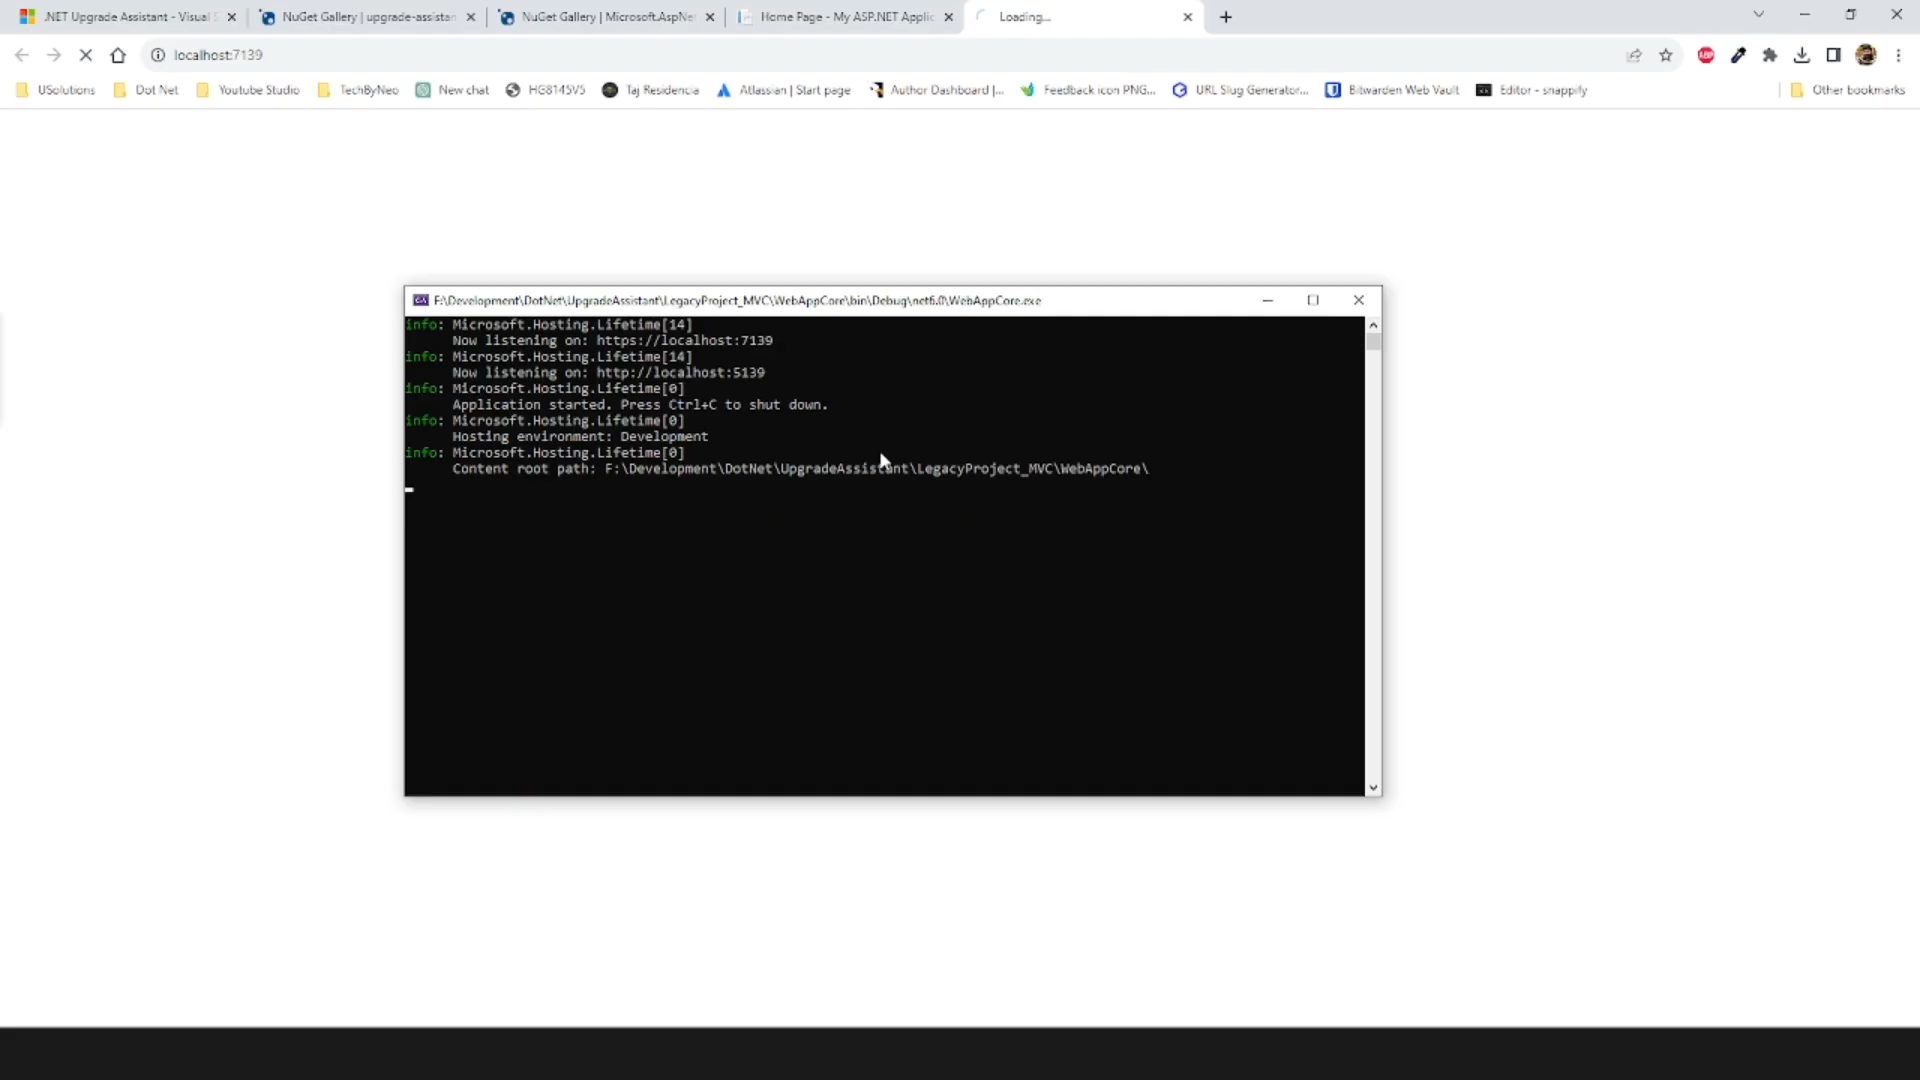 .NET Upgrade Assistant - Visual S
NuGet Gallery | upgrade-assistan
NuGet Gallery | Microsoft.AspNe
Home Page - My ASP.NET Applic
Loading...
localhost:7139
ABP
USolutions
Dot Net
Youtube Studio
TechByNeo
New chat
HG8145V5
Taj Residencia
Atlassian | Start page
Author Dashboard |...
Feedback icon PNG...
URL Slug Generator...
Bitwarden Web Vault
Editor - snappify
Other bookmarks
F:\Development\DotNet\UpgradeAssistant\LegacyProject_MVC\WebAppCore\bin\Debug\net6.0\WebAppCore.exe
info: Microsoft.Hosting.Lifetime[14]
Now listening on: https://localhost:7139
info: Microsoft.Hosting.Lifetime[14]
Now listening on: http://localhost:5139
info: Microsoft.Hosting.Lifetime[0]
Application started. Press Ctrl+C to shut down.
info: Microsoft.Hosting.Lifetime[0]
Hosting environment: Development
info: Microsoft.Hosting.Lifetime[0]
Content root path: F:\Development\DotNet\UpgradeAssistant\LegacyProject_MVC\WebAppCore\